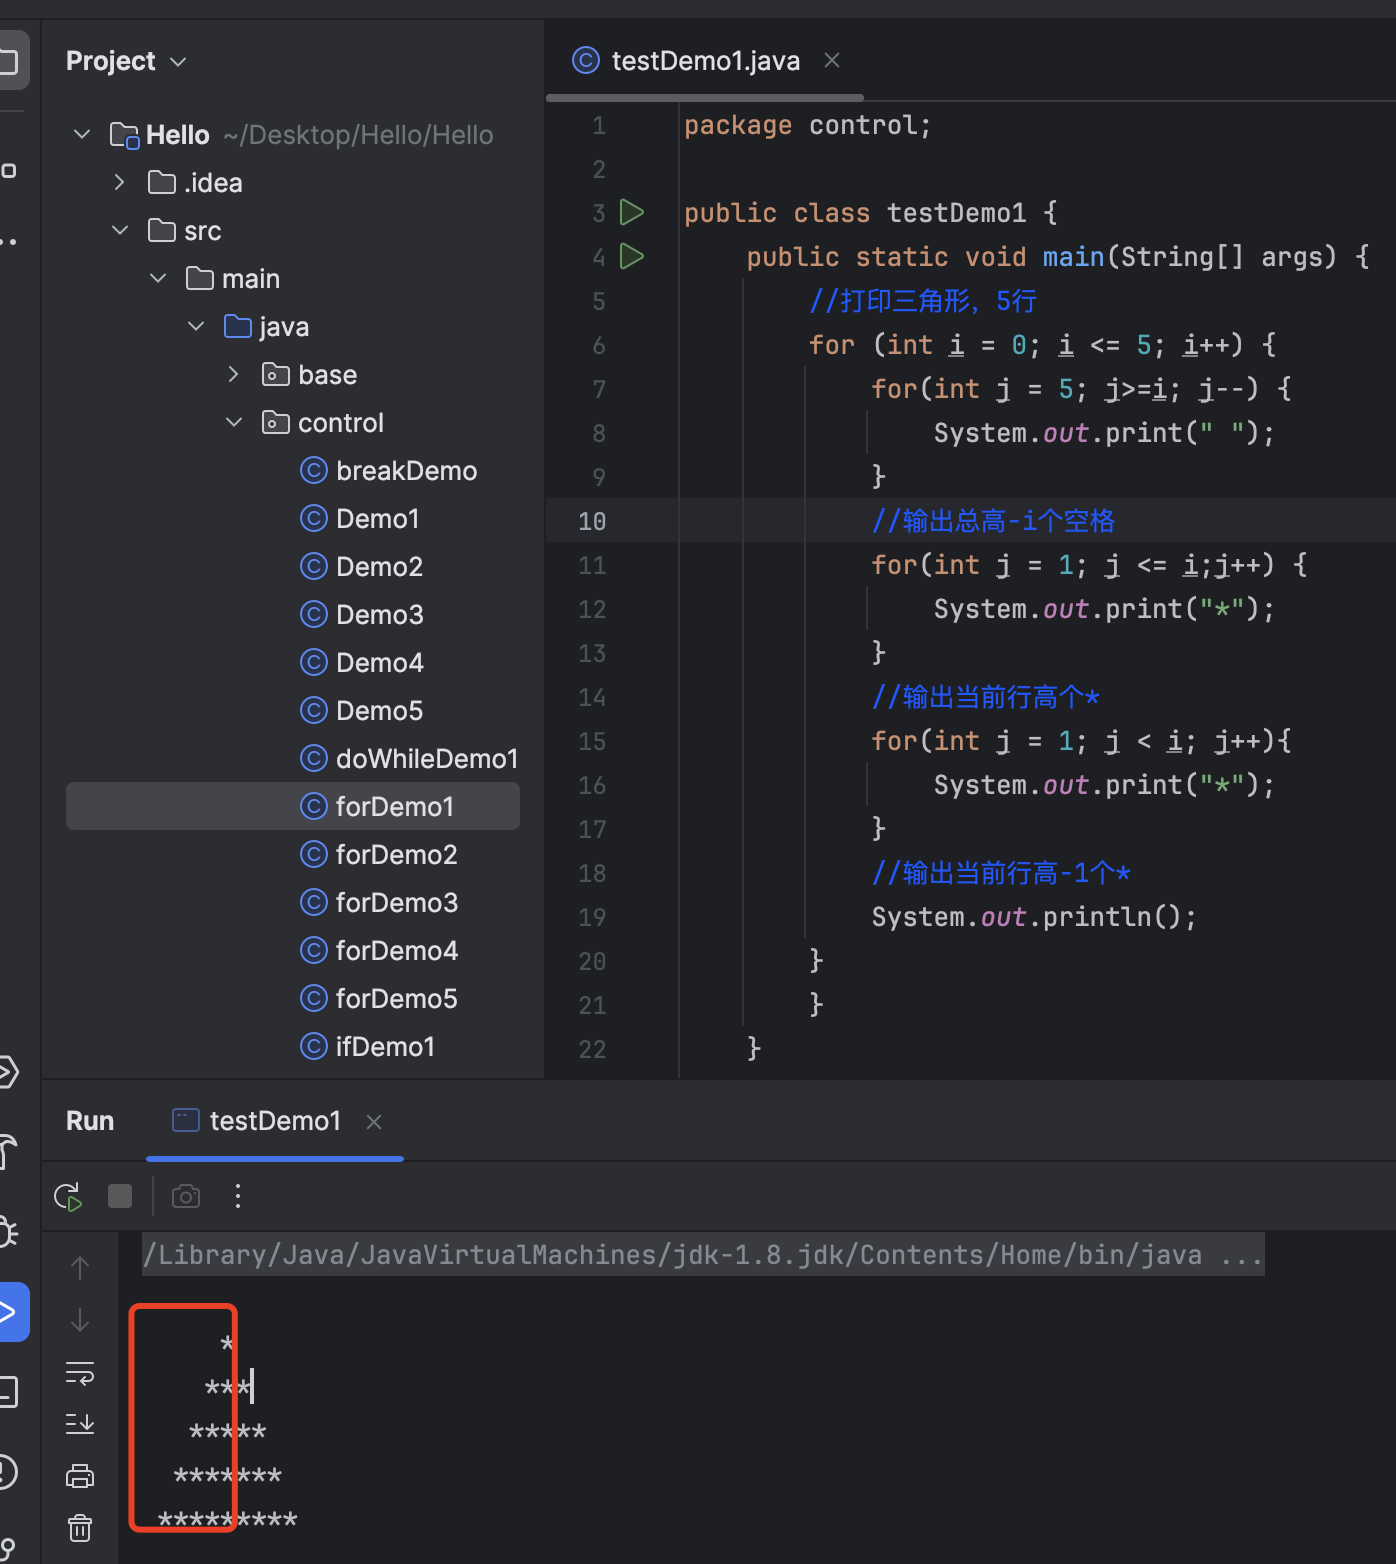 Project
Hello ~/Desktop/Hello/Hello
.idea
src
main
java
base
control
breakDemo
Demo1
Demo2
Demo3
Demo4
Demo5
doWhileDemo1
forDemo1
forDemo2
forDemo3
forDemo4
forDemo5
ifDemo1
testDemo1.java
1 package control;
2
3 public class testDemo1 {
4     public static void main(String[] args) {
5         //打印三角形，5行
6         for (int i = 0; i <= 5; i++) {
7             for(int j = 5; j>=i; j--) {
8                 System.out.print(" ");
9             }
10             //输出总高-i个空格
11             for(int j = 1; j <= i;j++) {
12                 System.out.print("*");
13             }
14             //输出当前行高个*
15             for(int j = 1; j < i; j++){
16                 System.out.print("*");
17             }
18             //输出当前行高-1个*
19             System.out.println();
20         }
21         }
22     }
Run testDemo1
/Library/Java/JavaVirtualMachines/jdk-1.8.jdk/Contents/Home/bin/java ...
     *
    ***
   *****
  *******
 *********